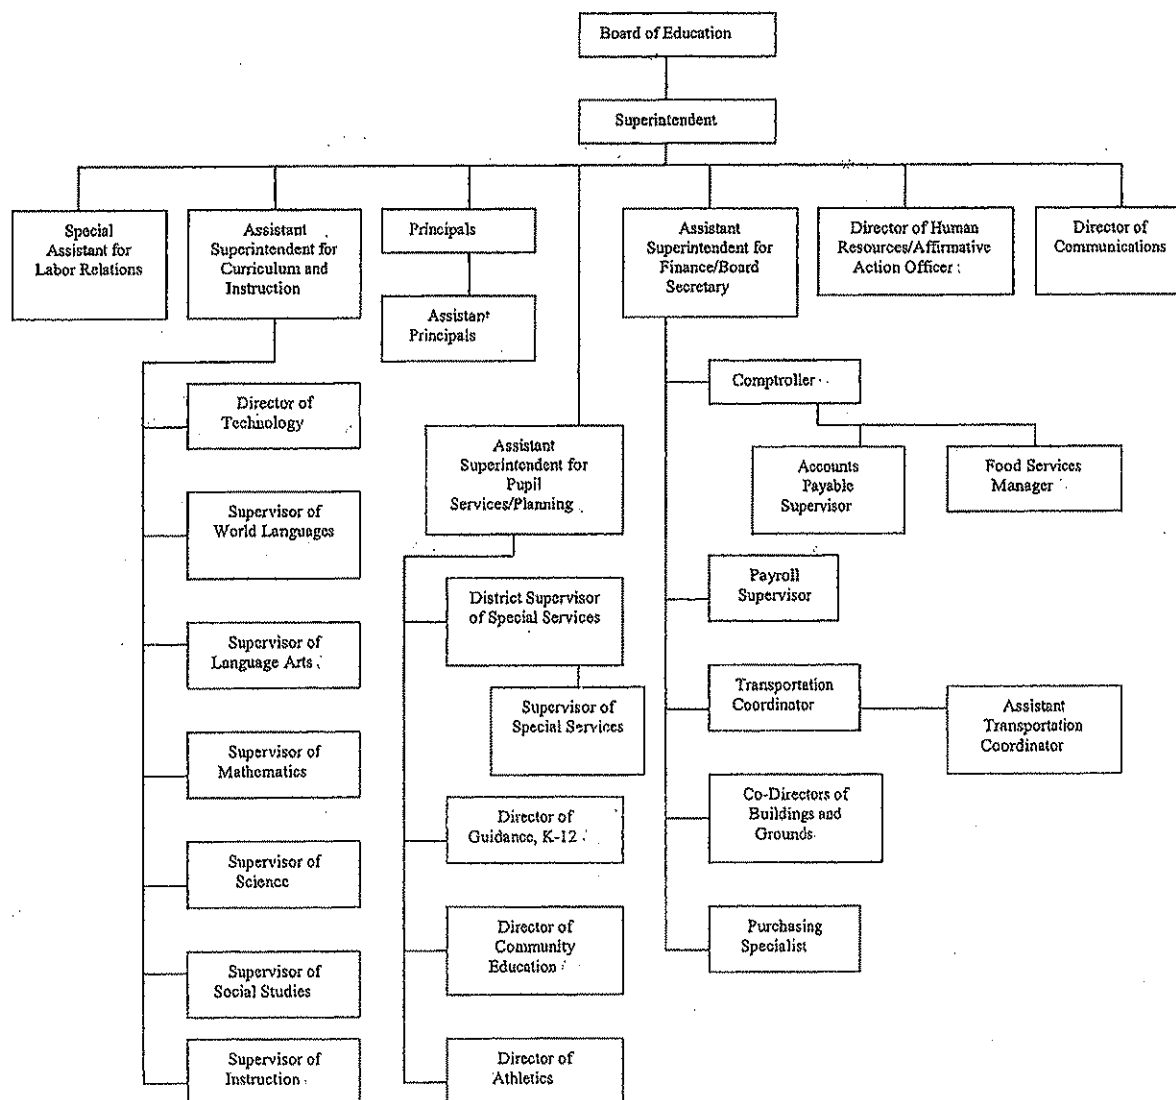 Board of Education
Superintendent
Special
Assistant for
Labor Relations
Assistant
Superintendent for
Curriculum and
Instruction
Principals
Assistant
Superintendent for
Finance/Board
Secretary
Director of Human
Resources/Affirmative
Action Officer
Director of
Communications
Assistant
Principals
Director of
Technology
Supervisor of
World Languages
Supervisor of
Language Arts
Supervisor of
Mathematics
Supervisor of
Science
Supervisor of
Social Studies
Supervisor of
Instruction
Assistant
Superintendent for
Pupil
Services/Planning
District Supervisor
of Special Services
Supervisor of
Special Services
Director of
Guidance, K-12
Director of
Community
Education
Director of
Athletics
Comptroller
Accounts
Payable
Supervisor
Food Services
Manager
Payroll
Supervisor
Transportation
Coordinator
Assistant
Transportation
Coordinator
Co-Directors of
Buildings and
Grounds
Purchasing
Specialist